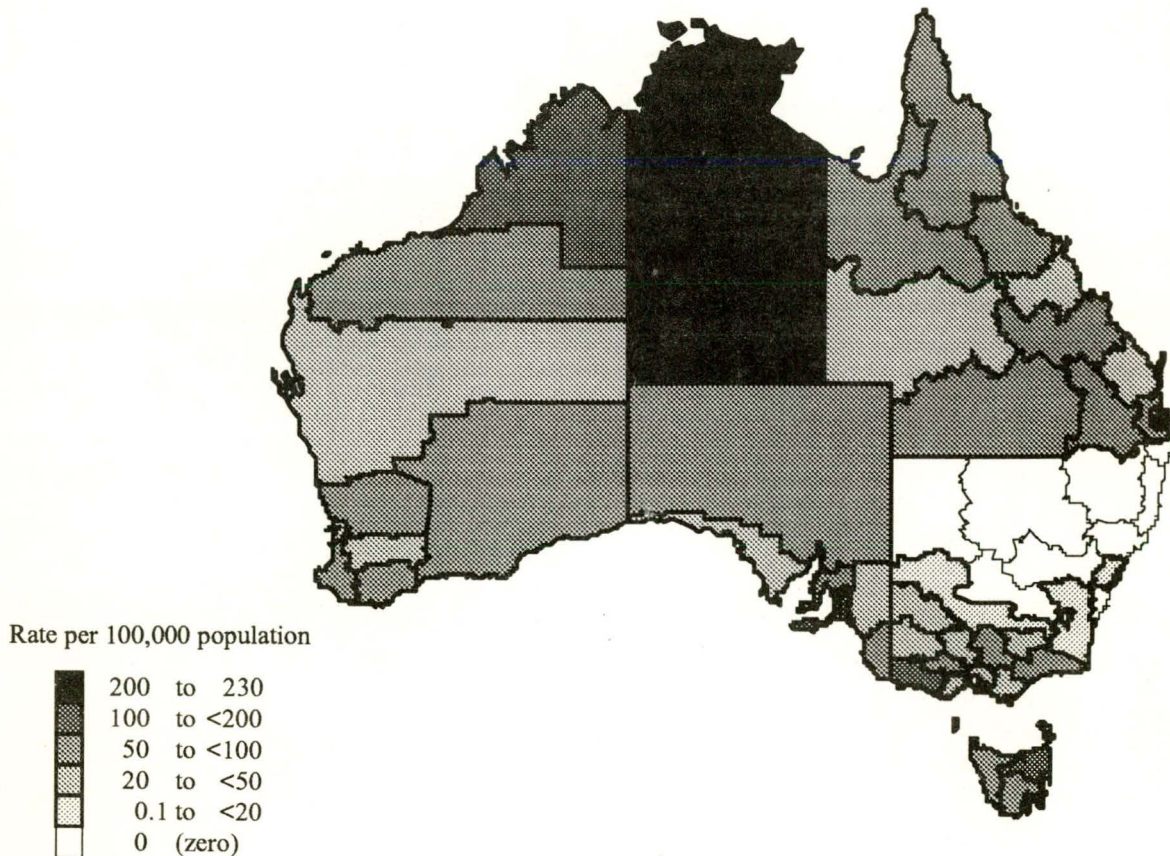 Rate per 100,000 population
200 to 230
100 to <200
50 to <100
20 to <50
0.1 to <20
0 (zero)